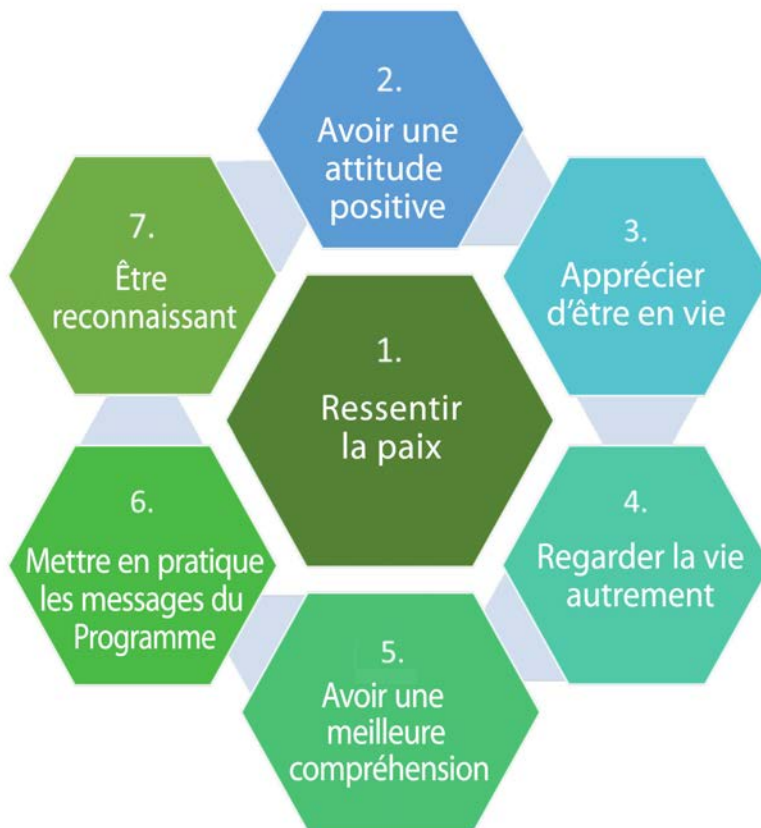 1.
Ressentir
la paix
2.
Avoir une
attitude
positive
3.
Apprécier
d'être en vie
4.
Regarder la vie
autrement
5.
Avoir une
meilleure
compréhension
6.
Mettre en pratique
les messages du
Programme
7.
Être
reconnaissant